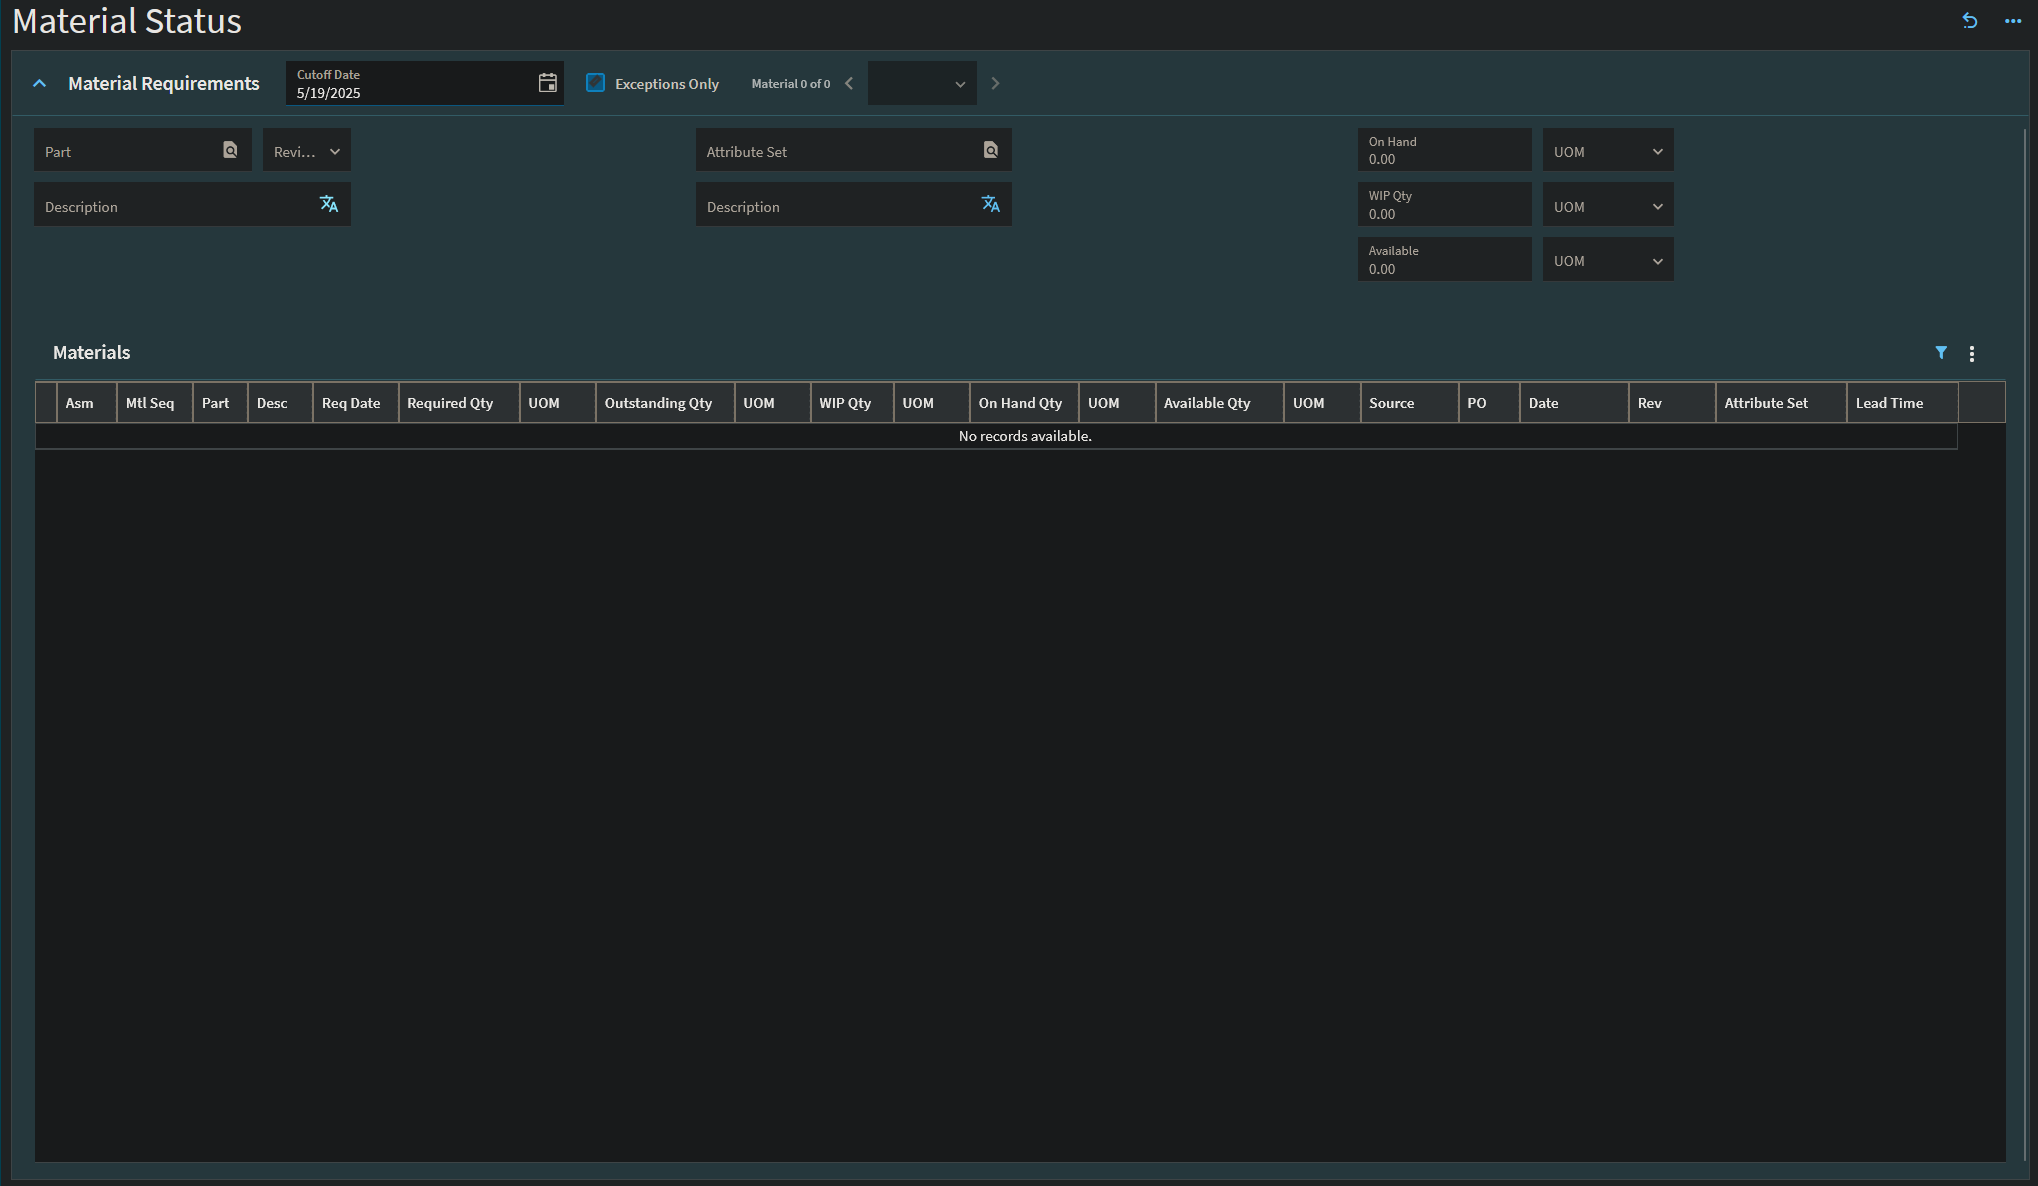 Material Status
Material Requirements
Cutoff Date
5/19/2025
Exceptions Only
Material 0 of 0
Part
Revi...
Attribute Set
On Hand
0.00
UOM
Description
Description
WIP Qty
0.00
UOM
Available
0.00
UOM
Materials
Asm Mtl Seq Part Desc Req Date Required Qty UOM Outstanding Qty UOM WIP Qty UOM On Hand Qty UOM Available Qty UOM Source PO Date Rev Attribute Set Lead Time
No records available.